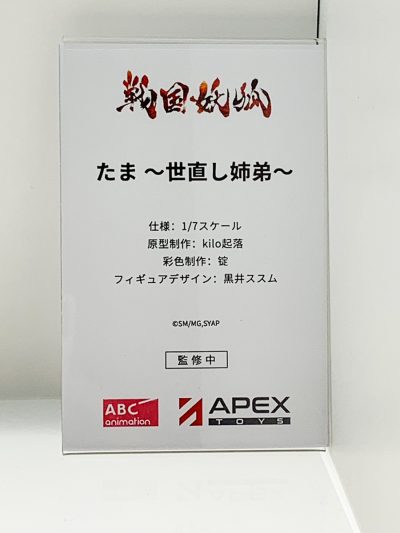 戦国妖狐
たま ～世直し姉弟～
仕様：1/7スケール
原型制作：kilo起落
彩色制作：锭
フィギュアデザイン：黒井ススム
©SM/MG,SYAP
監修中
ABC animation
APEX TOYS